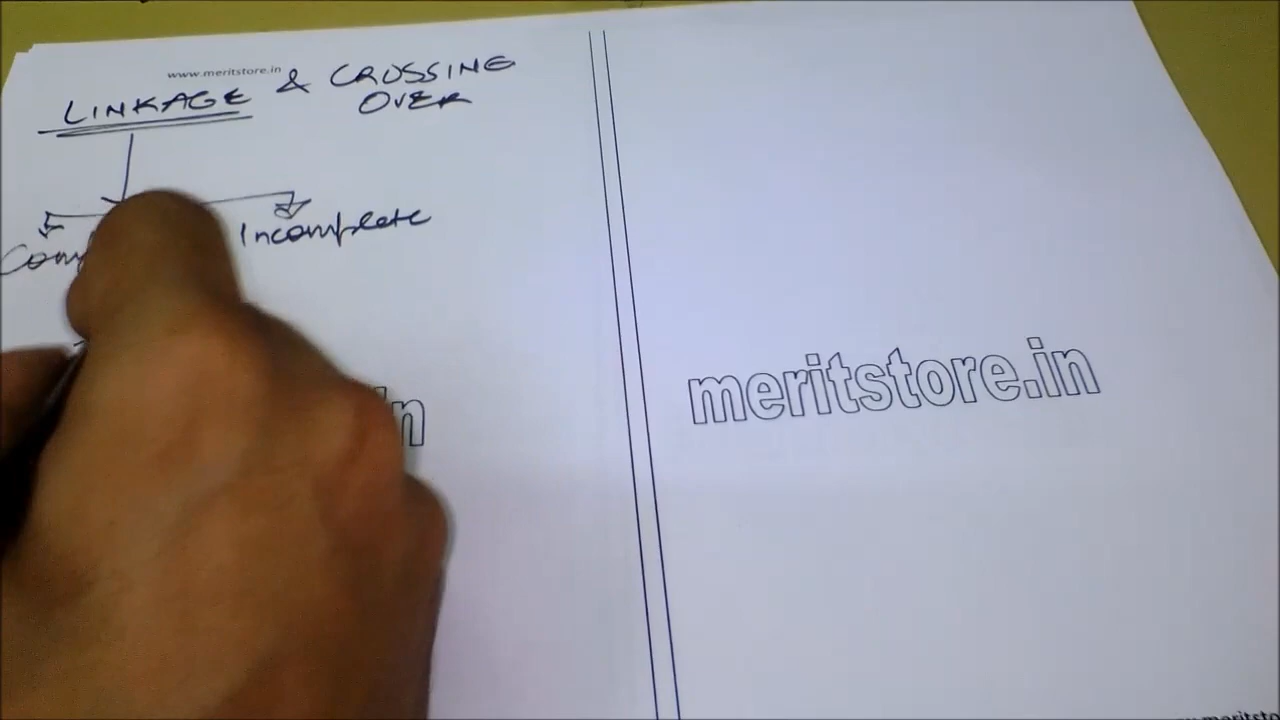 www.meritstore.in
LINKAGE & CROSSING
OVER
Incomplete
meritstore.in